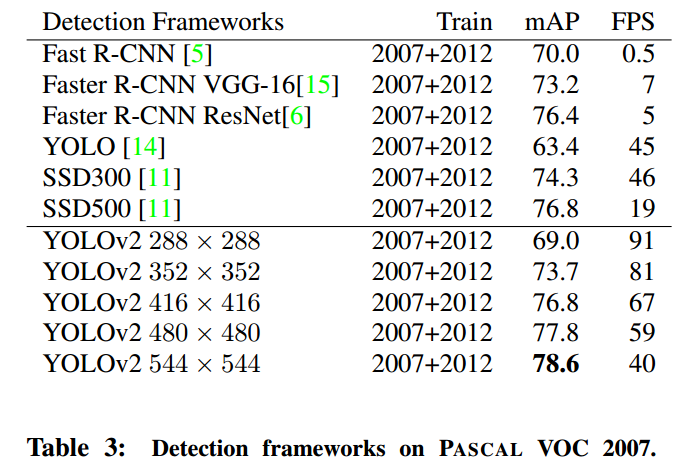 Detection Frameworks Train mAP FPS
Fast R-CNN [5] 2007+2012 70.0 0.5
Faster R-CNN VGG-16[15] 2007+2012 73.2 7
Faster R-CNN ResNet[6] 2007+2012 76.4 5
YOLO [14] 2007+2012 63.4 45
SSD300 [11] 2007+2012 74.3 46
SSD500 [11] 2007+2012 76.8 19
YOLOv2 288 × 288 2007+2012 69.0 91
YOLOv2 352 × 352 2007+2012 73.7 81
YOLOv2 416 × 416 2007+2012 76.8 67
YOLOv2 480 × 480 2007+2012 77.8 59
YOLOv2 544 × 544 2007+2012 78.6 40
Table 3: Detection frameworks on PASCAL VOC 2007.